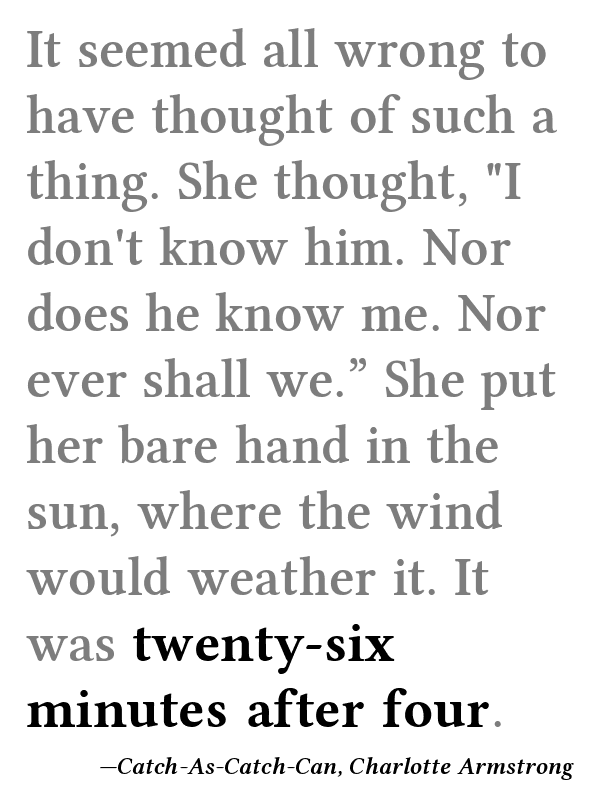 It seemed all wrong to
have thought of such a
thing. She thought, "I
don't know him. Nor
does he know me. Nor
ever shall we.” She put
her bare hand in the
sun, where the wind
would weather it. It
was twenty-six
minutes after four.
—Catch-As-Catch-Can, Charlotte Armstrong